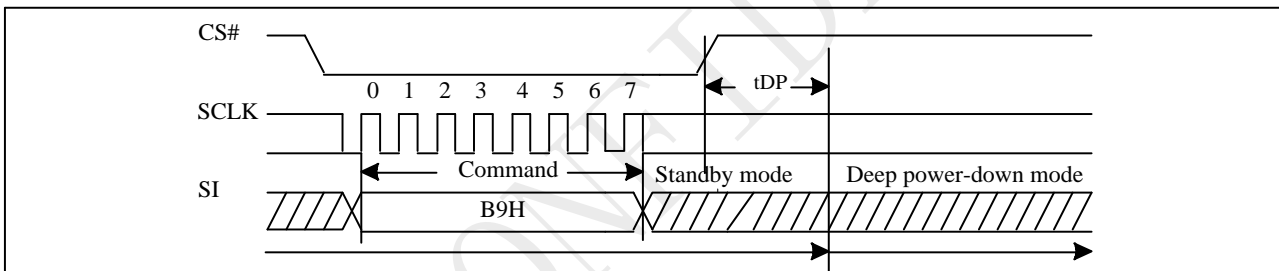 CS#
tDP
0 1 2 3 4 5 6 7
SCLK
Command
Standby mode
Deep power-down mode
SI
B9H